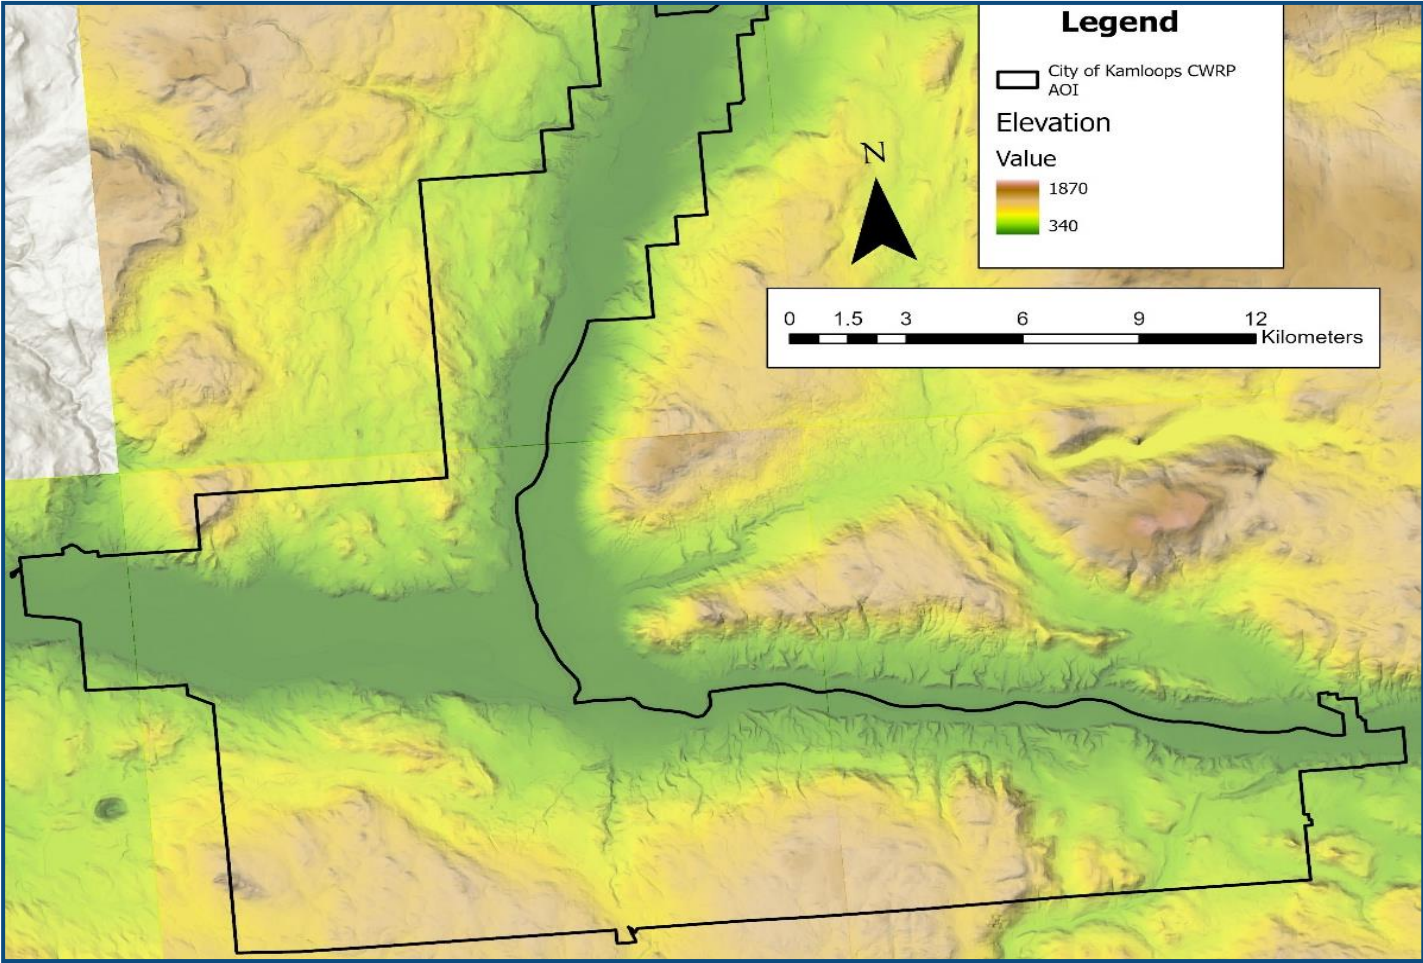 Legend
City of Kamloops CWRP
AOI
Elevation
Value
1870
340
N
0 1.5 3 6 9 12
Kilometers